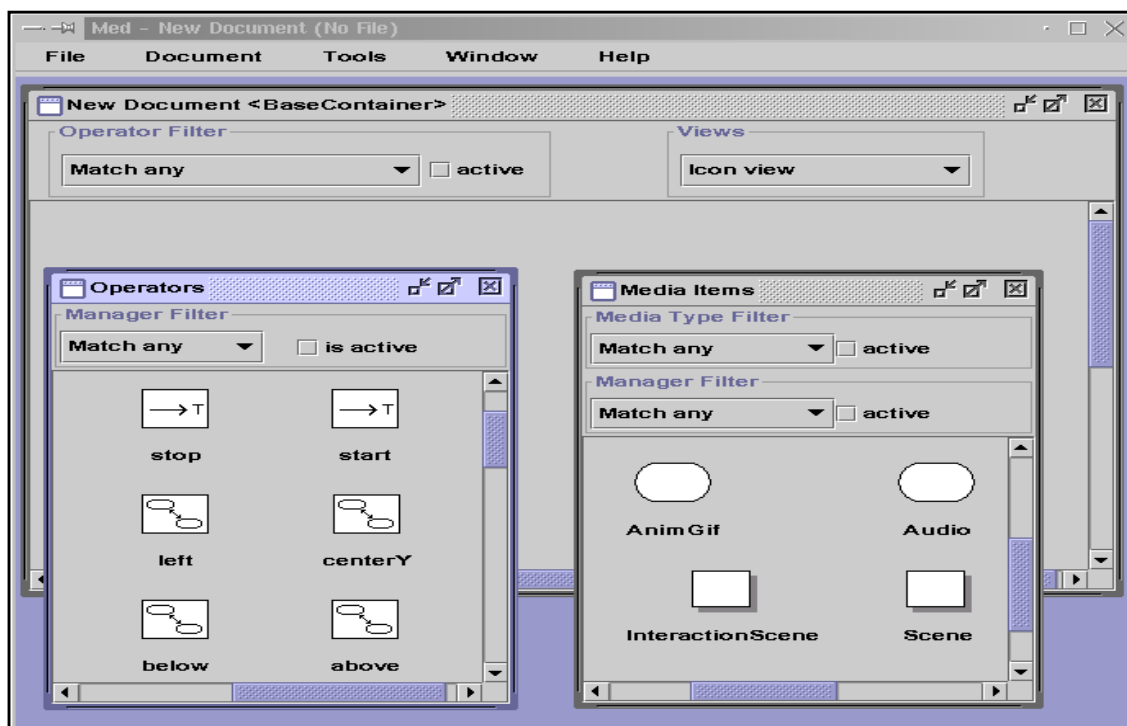 Med - New Document (No File)
File Document Tools Window Help
New Document <BaseContainer>
Operator Filter
Match any
active
Views
Icon view
Operators
Manager Filter
Match any
is active
T T
stop start
left centerY
below above
Media Items
Media Type Filter
Match any
active
Manager Filter
Match any
active
AnimGif Audio
InteractionScene Scene